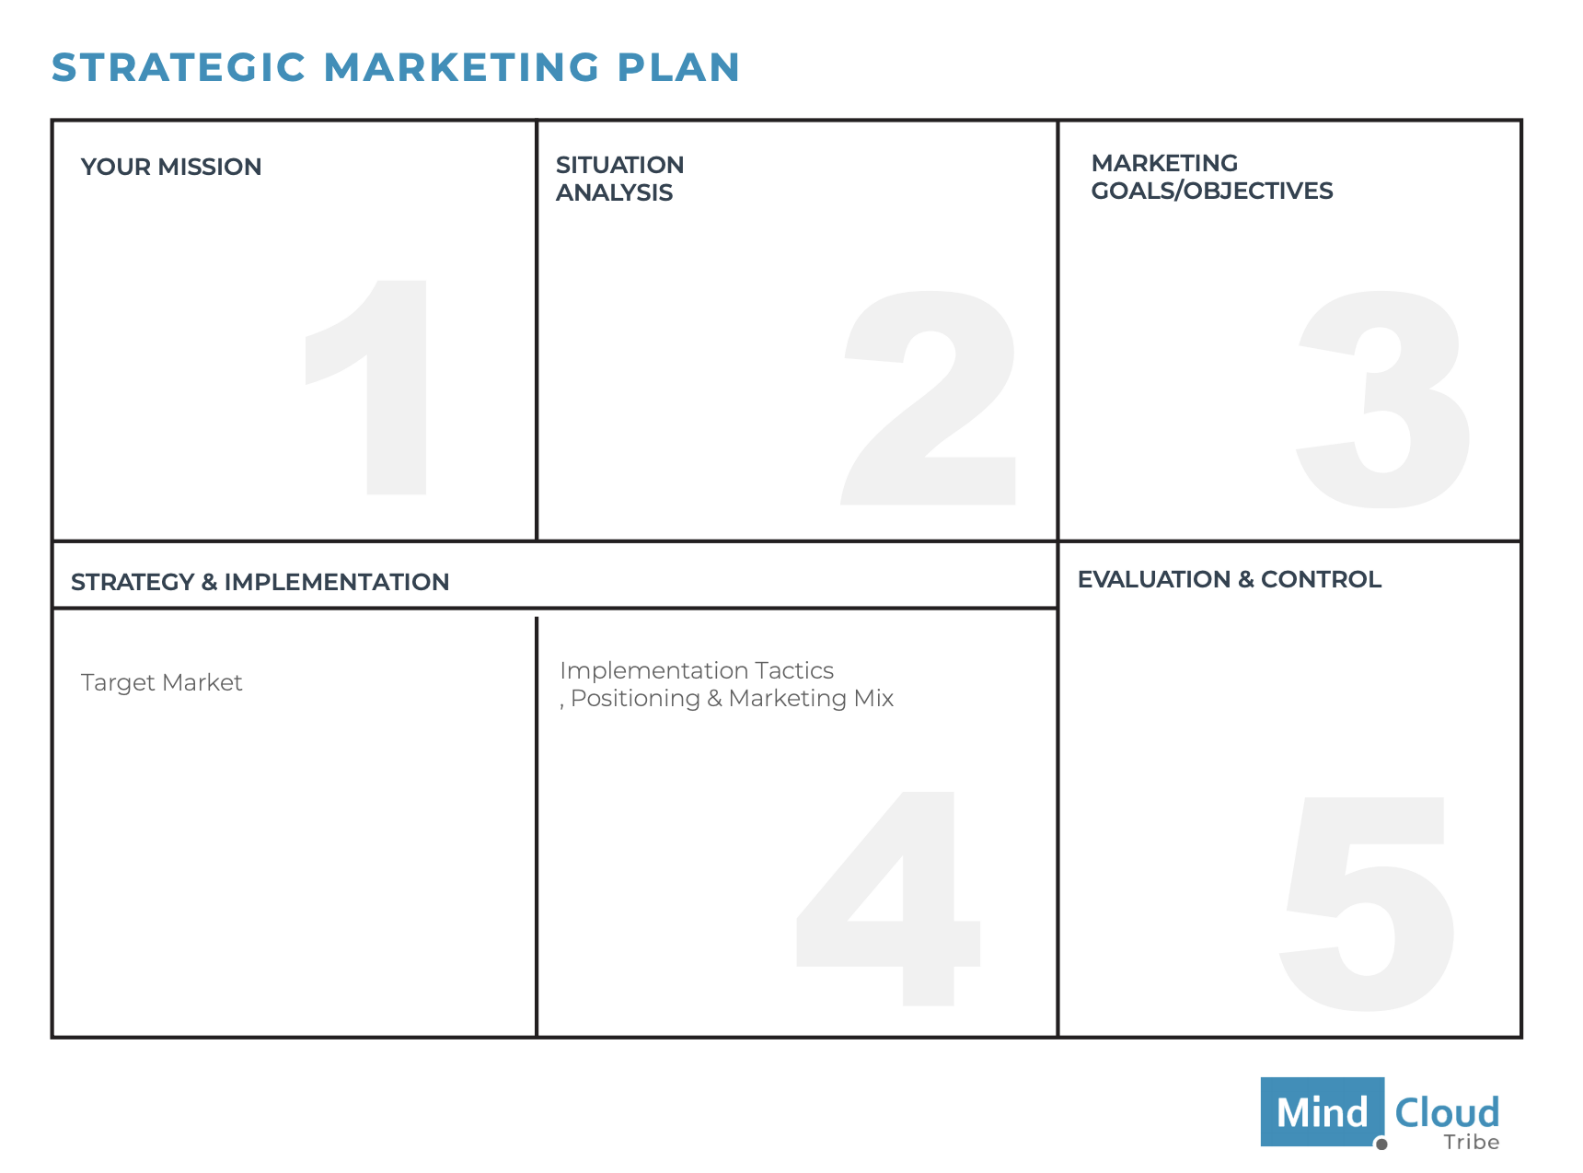 STRATEGIC MARKETING PLAN
YOUR MISSION
1
SITUATION
ANALYSIS
2
MARKETING
GOALS/OBJECTIVES
3
STRATEGY & IMPLEMENTATION
Target Market
Implementation Tactics
, Positioning & Marketing Mix
4
EVALUATION & CONTROL
5
Mind Cloud
Tribe